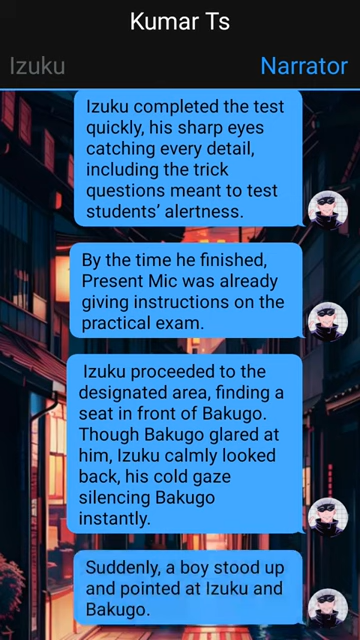 Kumar Ts
Izuku
Narrator
Izuku completed the test
quickly, his sharp eyes
catching every detail,
including the trick
questions meant to test
students’ alertness.
By the time he finished,
Present Mic was already
giving instructions on the
practical exam.
Izuku proceeded to the
designated area, finding a
seat in front of Bakugo.
Though Bakugo glared at
him, Izuku calmly looked
back, his cold gaze
silencing Bakugo
instantly.
Suddenly, a boy stood up
and pointed at Izuku and
Bakugo.